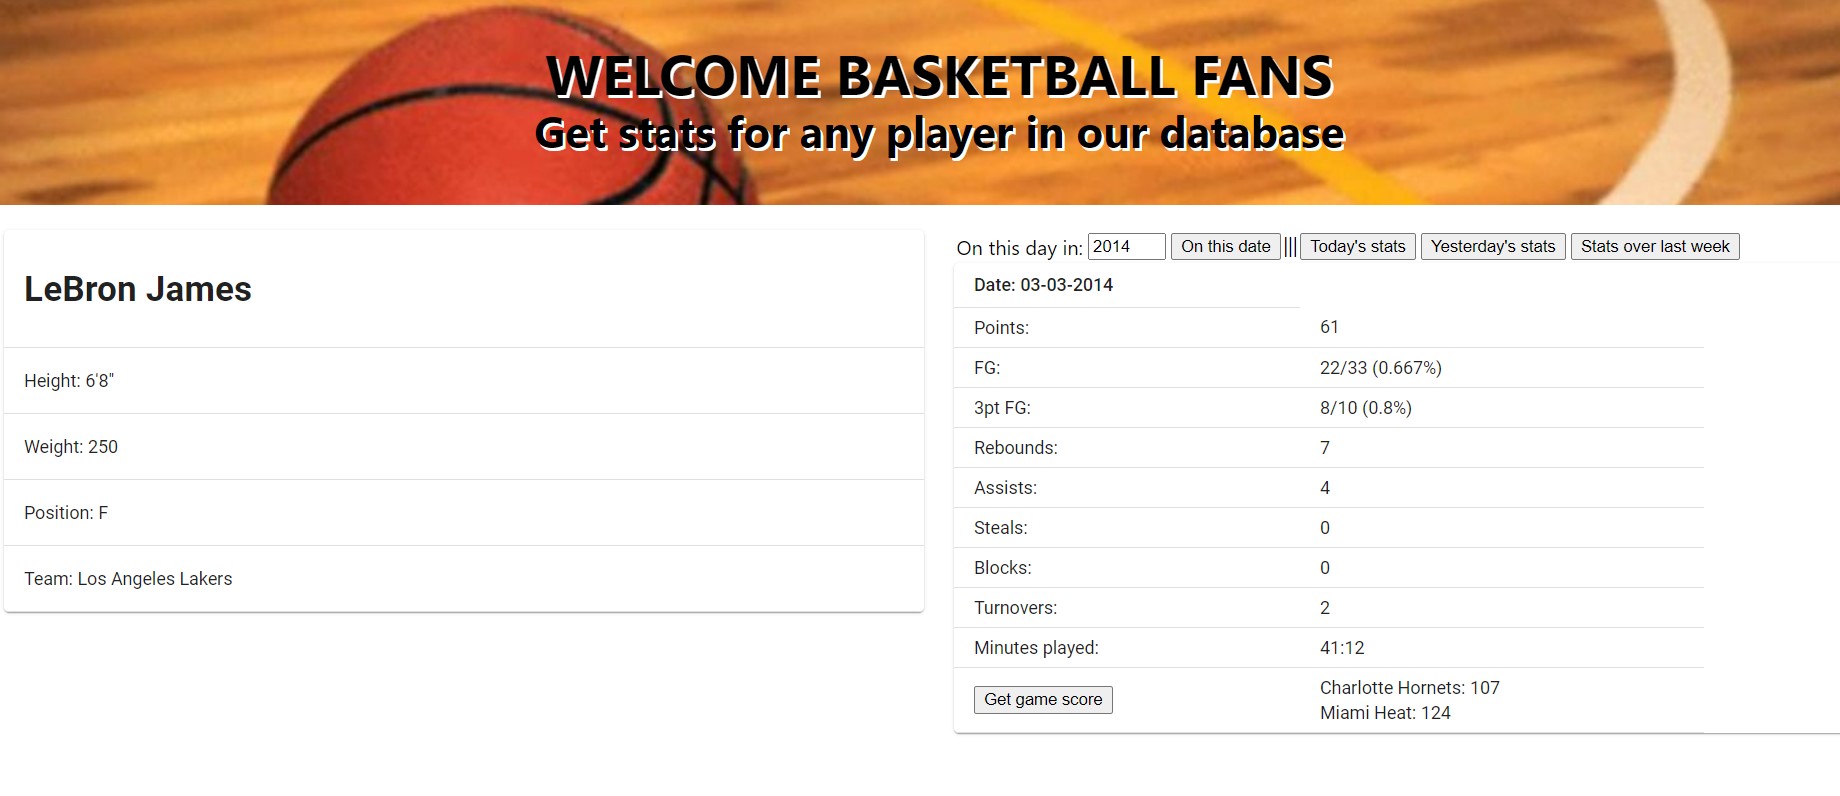 WELCOME BASKETBALL FANS
Get stats for any player in our database
LeBron James
Height: 6'8"
Weight: 250
Position: F
Team: Los Angeles Lakers
On this day in: 2014 On this date ||| Today's stats Yesterday's stats Stats over last week
Date: 03-03-2014
Points: 61
FG: 22/33 (0.667%)
3pt FG: 8/10 (0.8%)
Rebounds: 7
Assists: 4
Steals: 0
Blocks: 0
Turnovers: 2
Minutes played: 41:12
Get game score
Charlotte Hornets: 107
Miami Heat: 124